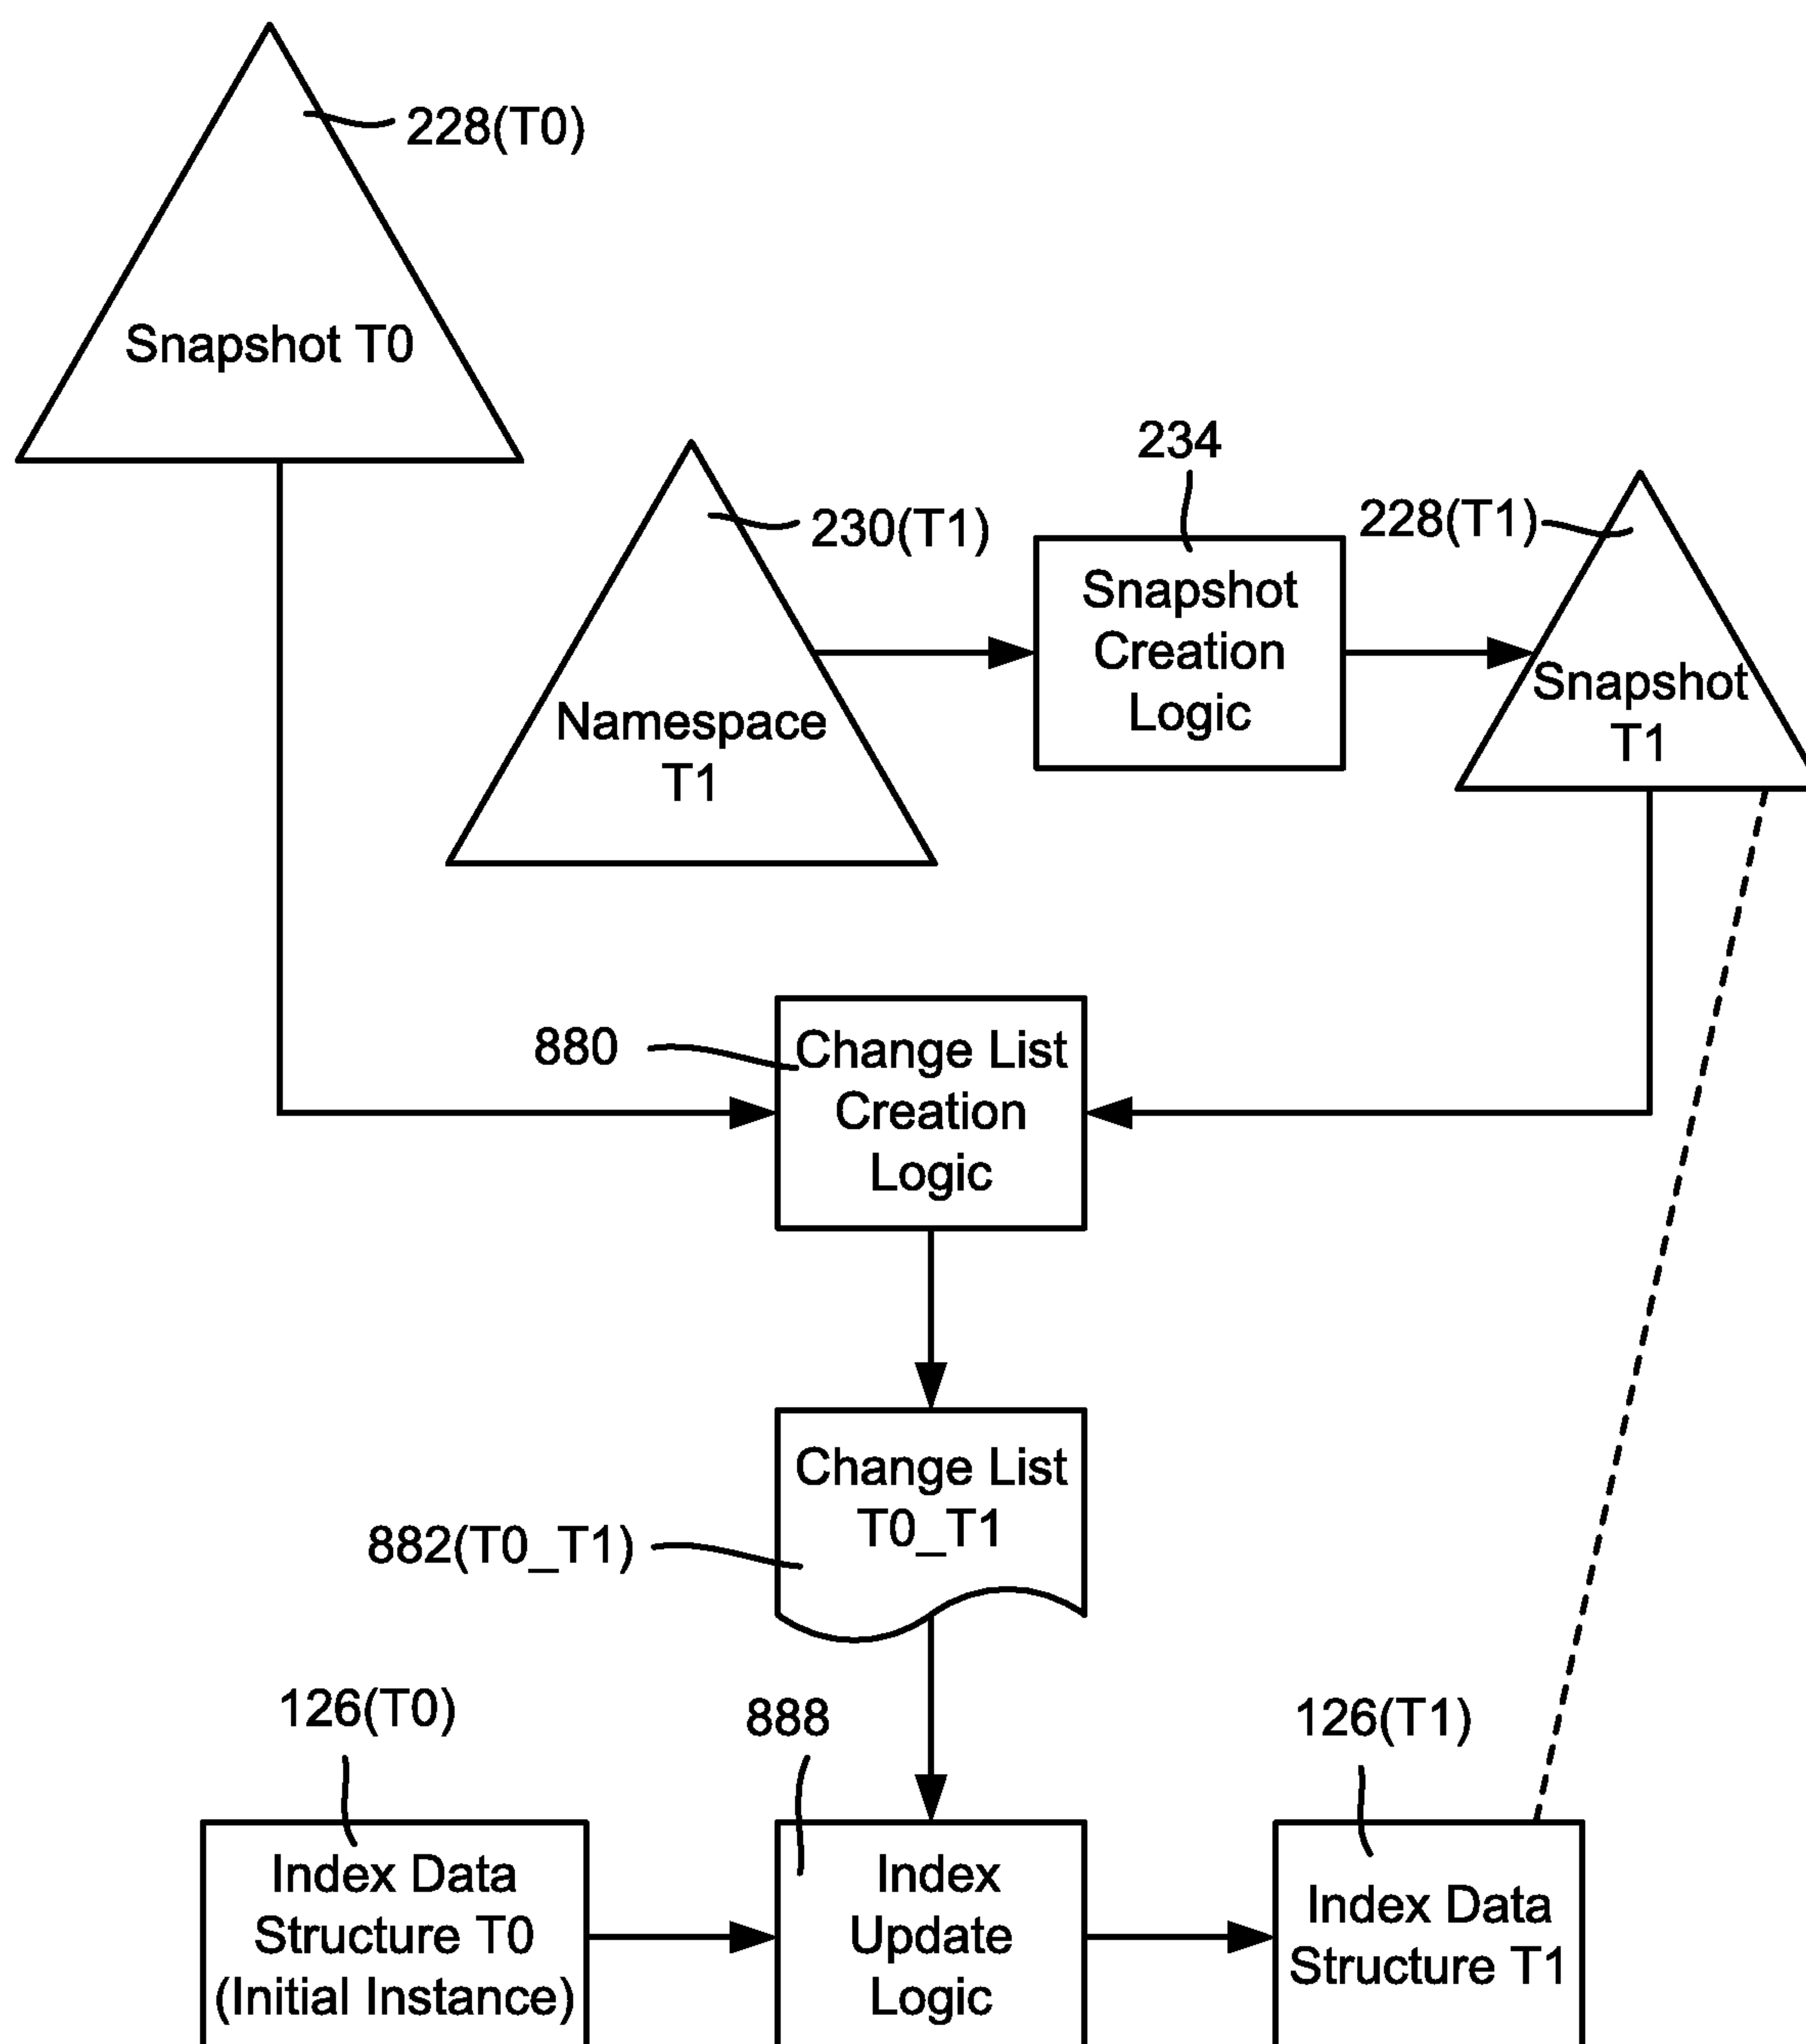 228(T0)
Snapshot T0
234
230(T1)
228(T1)
Snapshot
Creation
Logic
Namespace
T1
Snapshot
T1
880
Change List
Creation
Logic
Change List
T0_T1
882(T0_T1)
126(T0)
888
126(T1)
Index Data
Structure T0
(Initial Instance)
Index
Update
Logic
Index Data
Structure T1